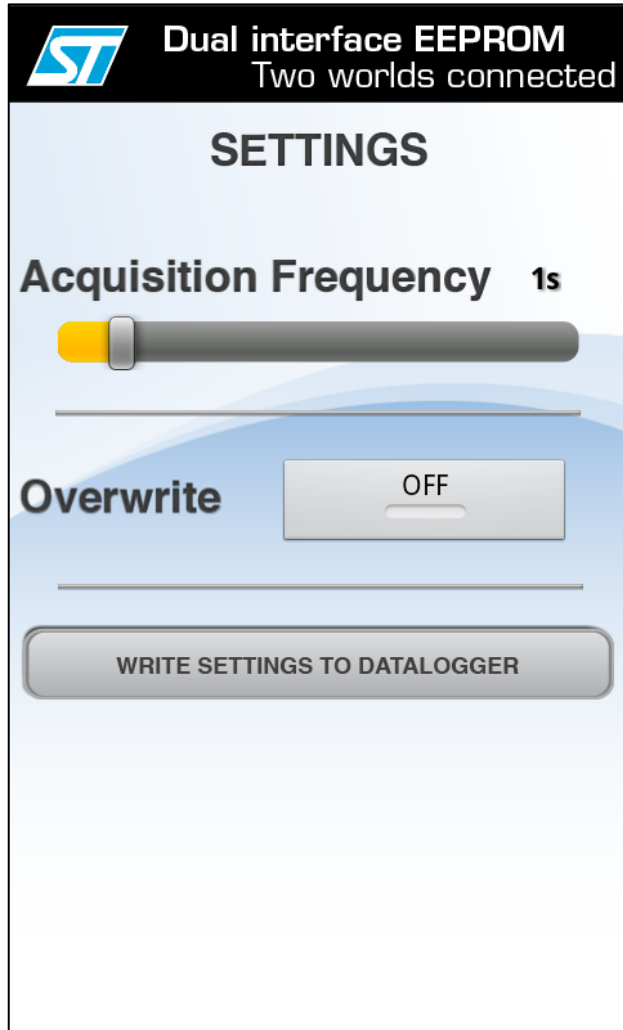 ST
Dual interface EEPROM
Two worlds connected
SETTINGS
Acquisition Frequency 1s
Overwrite OFF
WRITE SETTINGS TO DATALOGGER